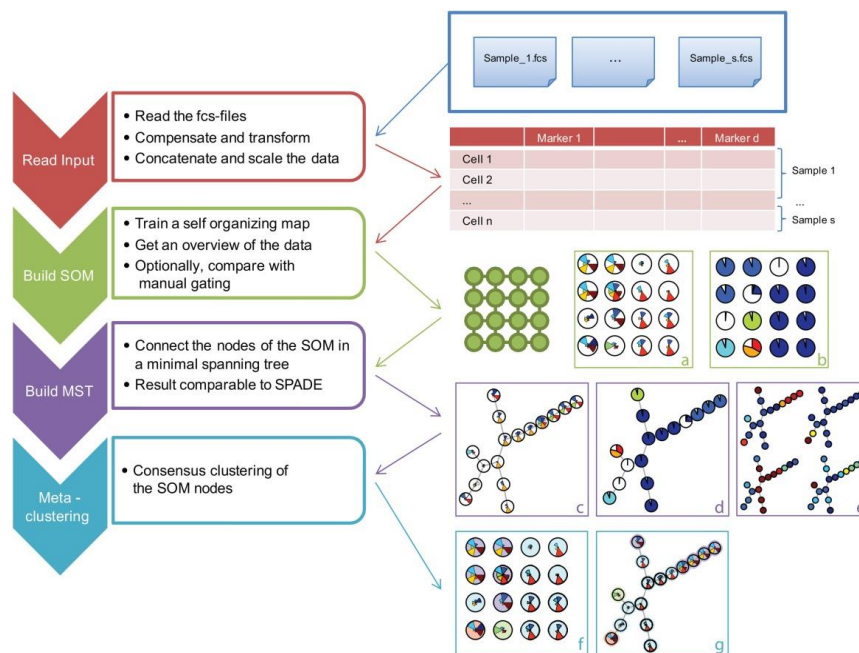 Sample_1.fcs
...
Sample_s.fcs
Read Input
• Read the fcs-files
• Compensate and transform
• Concatenate and scale the data
Marker 1
...
Marker d
Cell 1
Cell 2
...
Cell n
Sample 1
...
Sample s
Build SOM
• Train a self organizing map
• Get an overview of the data
• Optionally, compare with
manual gating
a
b
Build MST
• Connect the nodes of the SOM in
a minimal spanning tree
• Result comparable to SPADE
c
d
e
Meta -
clustering
• Consensus clustering of
the SOM nodes
f
g